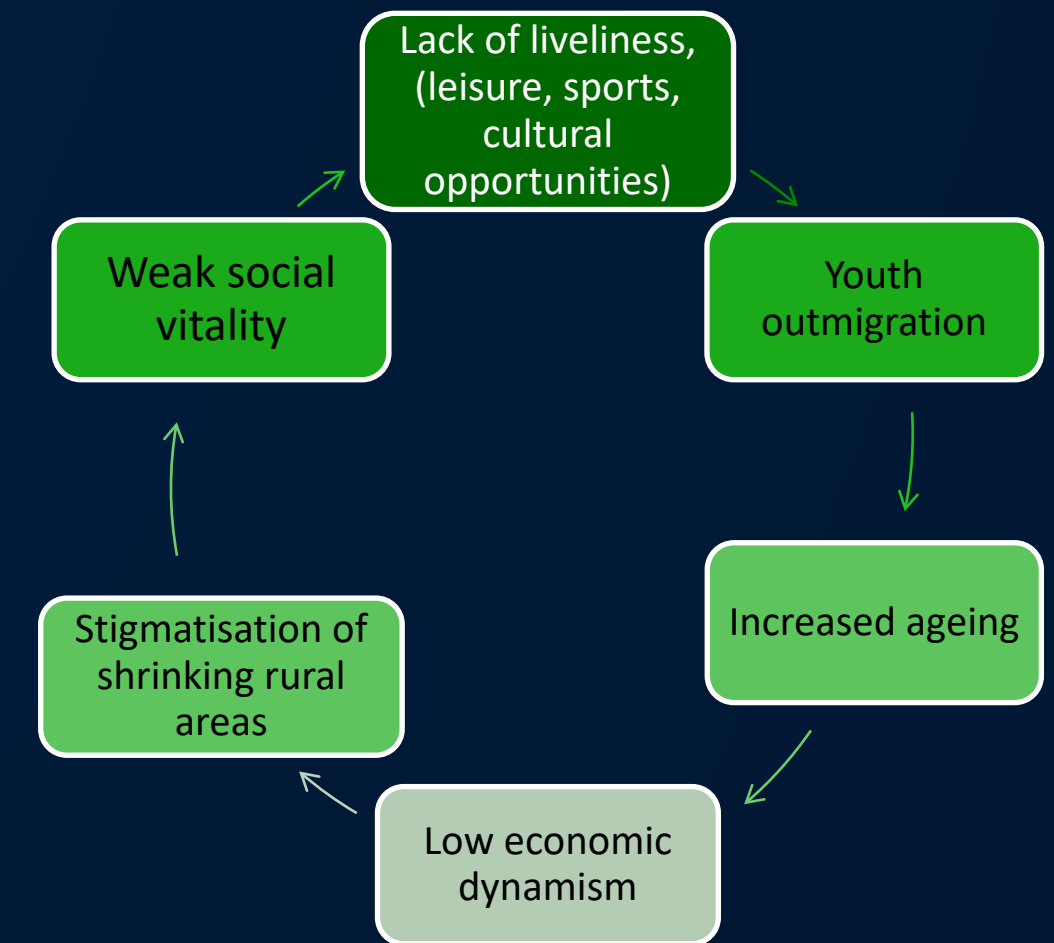 Lack of liveliness,
(leisure, sports,
cultural
opportunities)
Youth
outmigration
Increased ageing
Low economic
dynamism
Stigmatisation of
shrinking rural
areas
Weak social
vitality